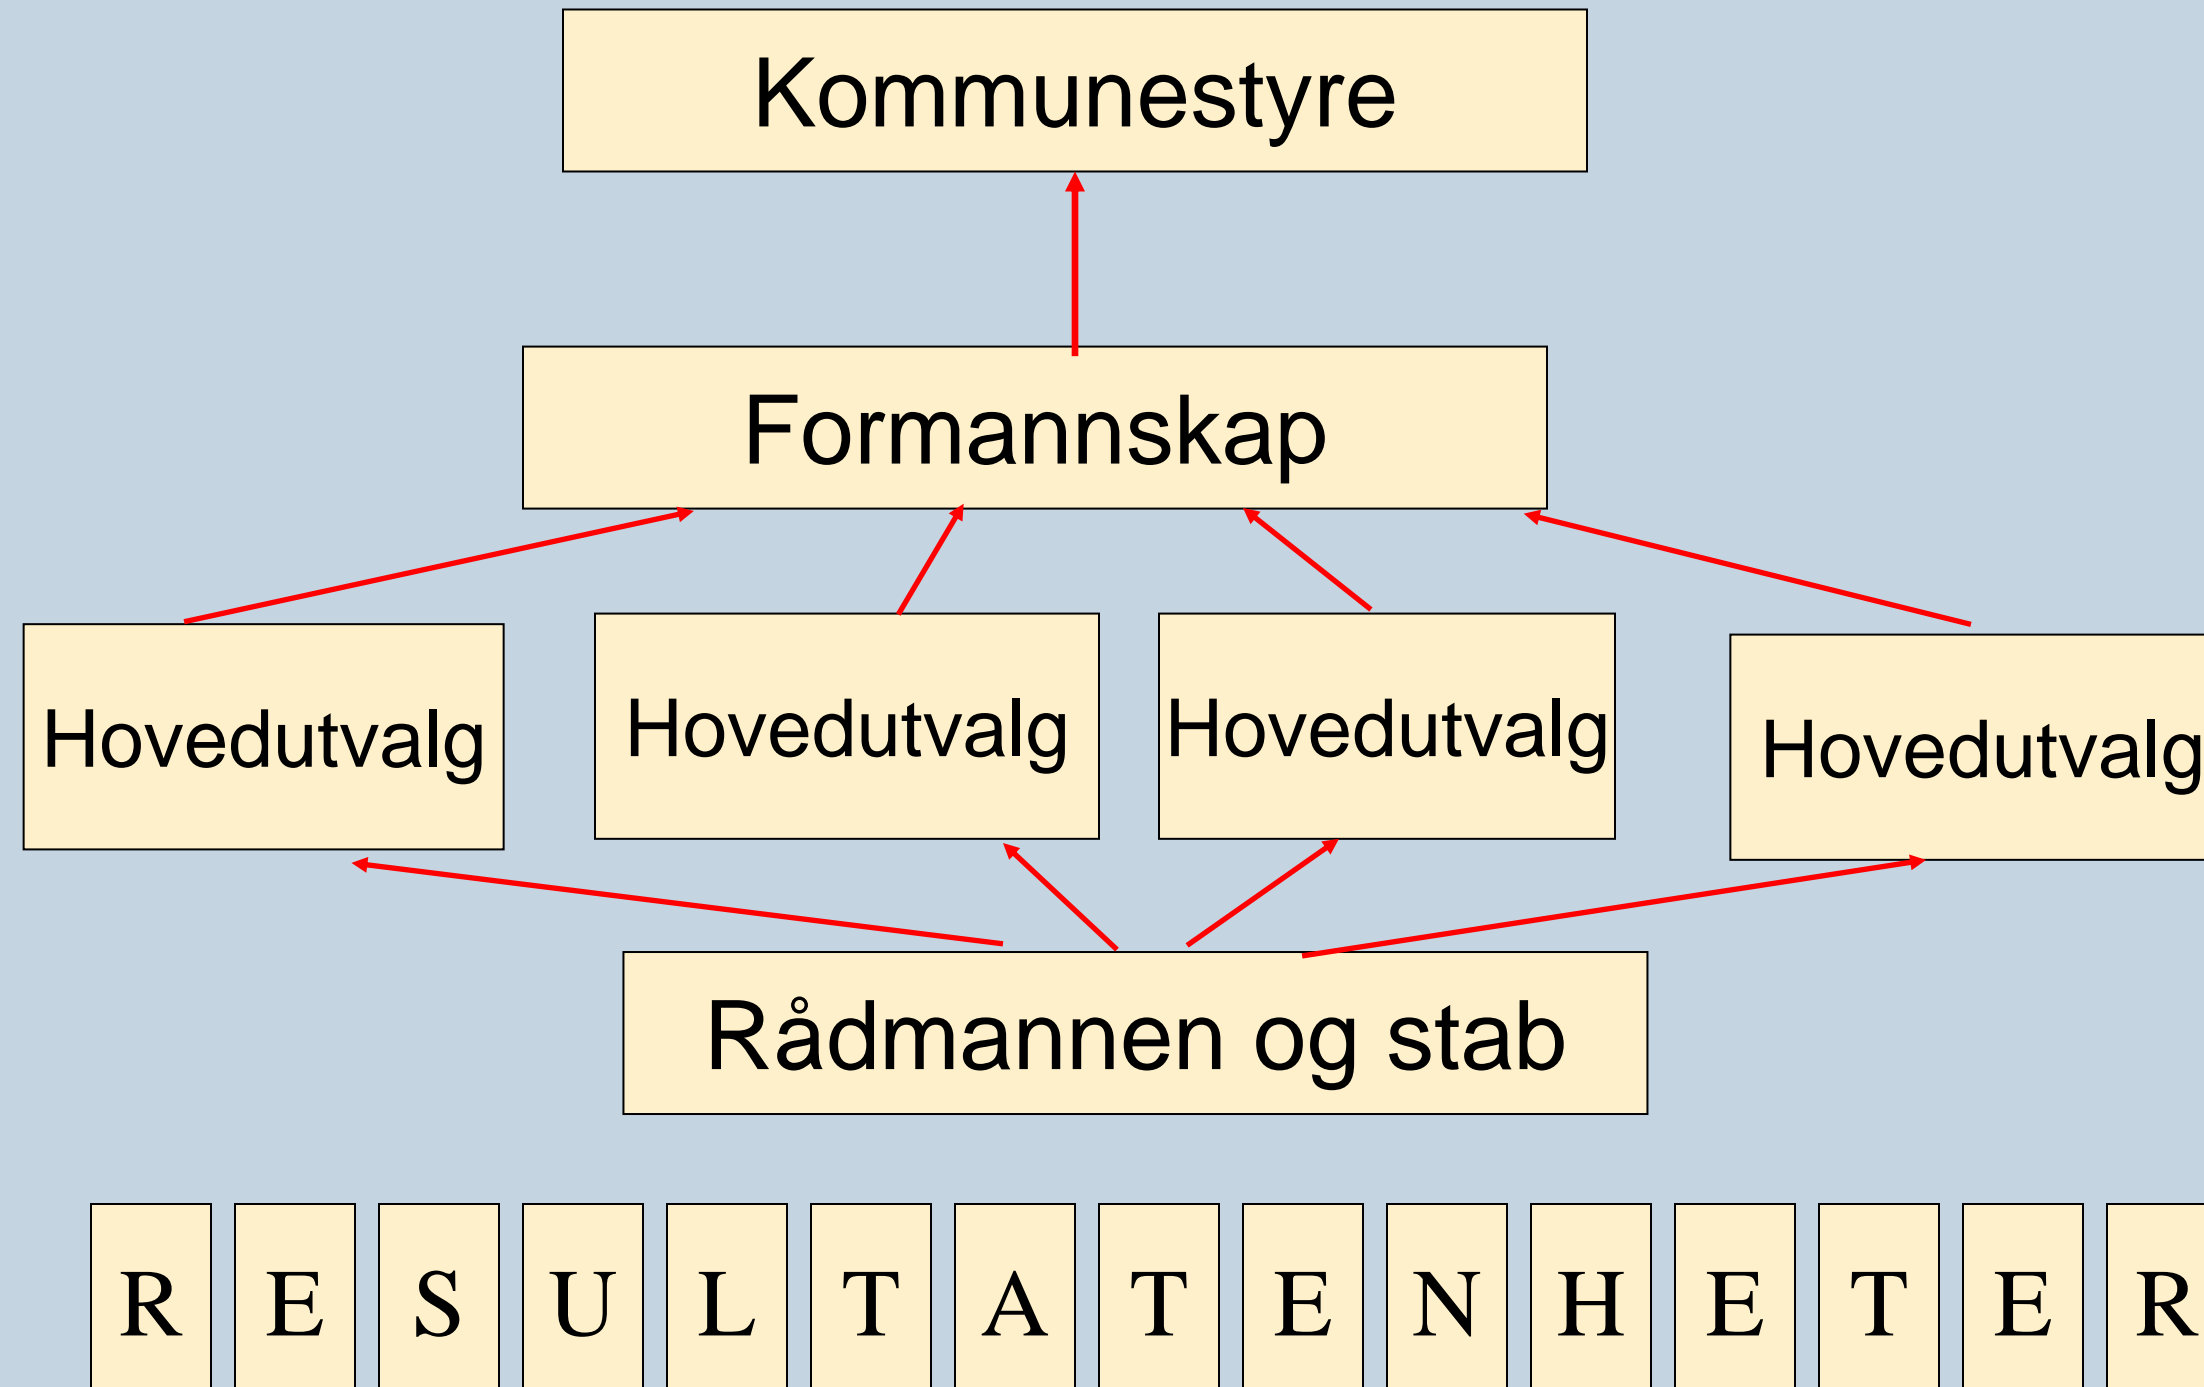 Kommunestyre
Formannskap
Hovedutvalg Hovedutvalg Hovedutvalg Hovedutvalg
Rådmannen og stab
R E S U L T A T E N H E T E R